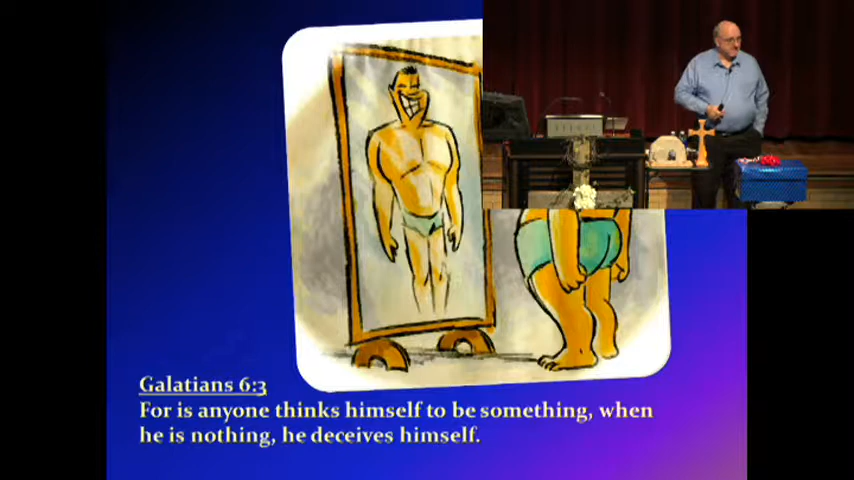 Galatians 6:3
For is anyone thinks himself to be something, when
he is nothing, he deceives himself.